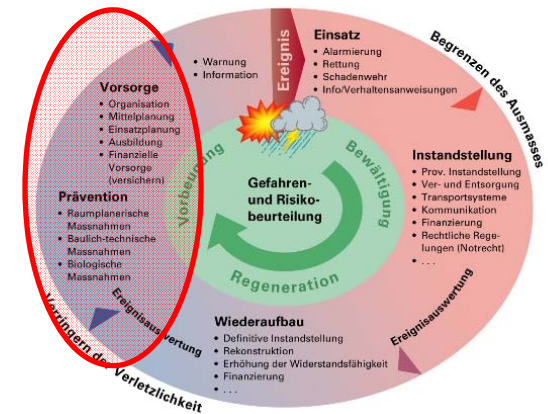 Ereignis
Einsatz
• Alarmierung
• Rettung
• Schadenwehr
• Info/Verhaltensanweisungen
Begrenzen des Ausmasses
• Warnung
• Information
Vorsorge
• Organisation
• Mittelplanung
• Einsatzplanung
• Ausbildung
• Finanzielle
Vorsorge
(versichern)
Prävention
• Raumplanerische
Massnahmen
• Baulich-technische
Massnahmen
• Biologische
Massnahmen
Vorbeugung
Gefahren-
und Risiko-
beurteilung
Bewältigung
Regeneration
Instandstellung
• Prov. Instandstellung
• Ver- und Entsorgung
• Transportsysteme
• Kommunikation
• Finanzierung
• Rechtliche Rege-
lungen (Notrecht)
• . . .
Ereignisauswertung
Ereignisauswertung
Wiederaufbau
• Definitive Instandstellung
• Rekonstruktion
• Erhöhung der Widerstandsfähigkeit
• Finanzierung
• . . .
Verringern der Verletzlichkeit